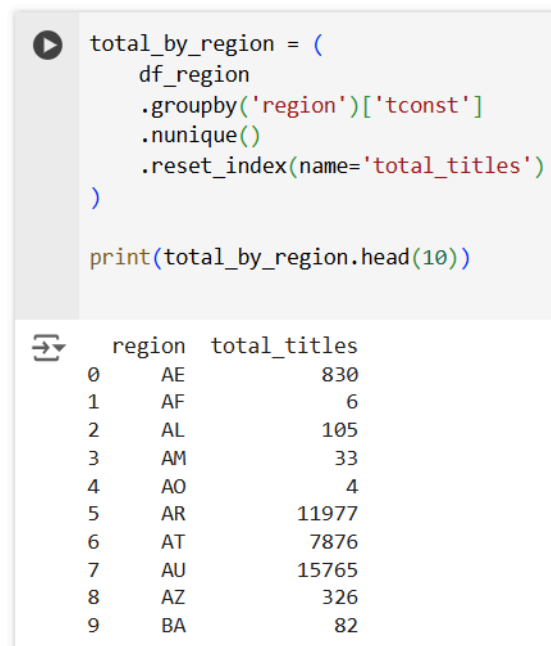 total_by_region = (
    df_region
    .groupby('region')['tconst']
    .nunique()
    .reset_index(name='total_titles')
)

print(total_by_region.head(10))

  region  total_titles
0     AE           830
1     AF             6
2     AL           105
3     AM            33
4     AO             4
5     AR         11977
6     AT          7876
7     AU         15765
8     AZ           326
9     BA            82